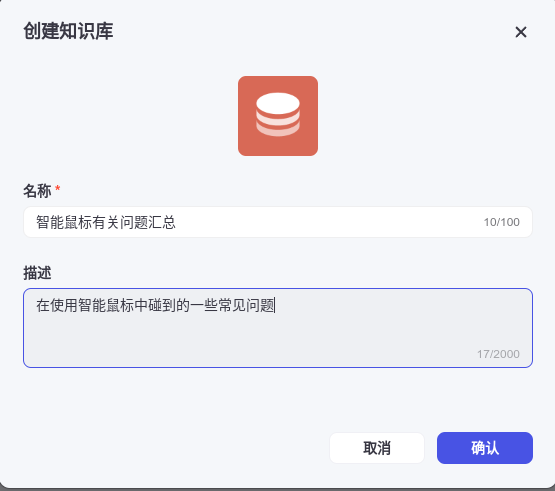 创建知识库
名称 *
智能鼠标有关问题汇总 10/100
描述
在使用智能鼠标中碰到的一些常见问题
17/2000
取消 确认